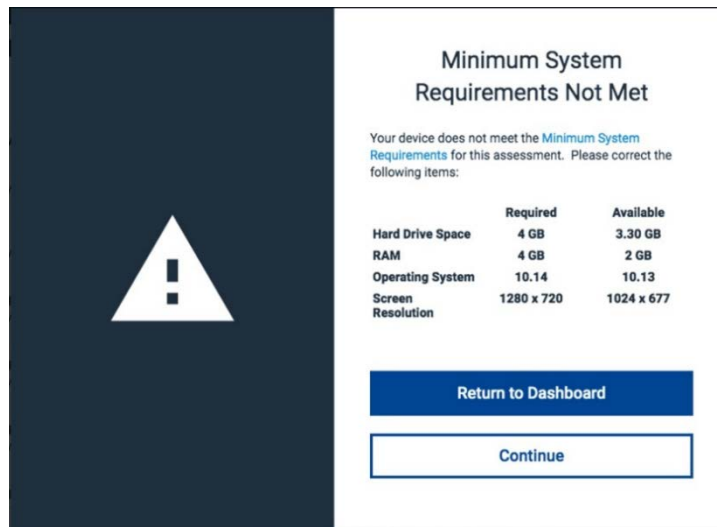 Minimum System
Requirements Not Met
Your device does not meet the Minimum System
Requirements for this assessment.  Please correct the
following items:
Required Available
Hard Drive Space 4 GB 3.30 GB
RAM 4 GB 2 GB
Operating System 10.14 10.13
Screen 1280 x 720 1024 x 677
Resolution
Return to Dashboard
Continue